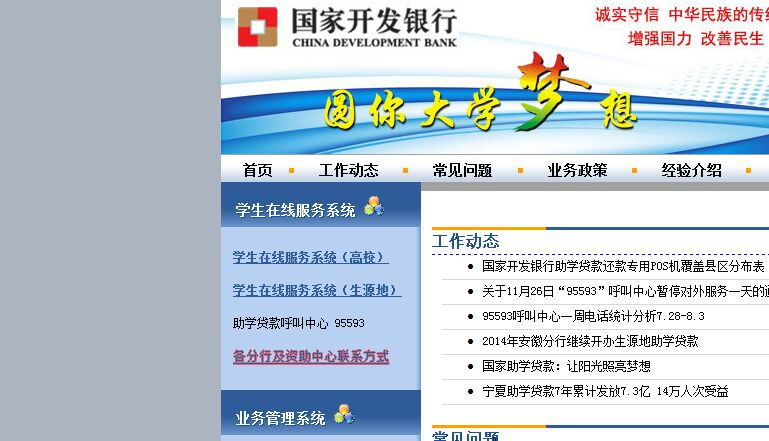 国家开发银行
CHINA DEVELOPMENT BANK
诚实守信 中华民族的传
增强国力 改善民生
圆你大学梦想
首页 工作动态 常见问题 业务政策 经验介绍
学生在线服务系统
学生在线服务系统（高校）
学生在线服务系统（生源地）
助学贷款呼叫中心 95593
各分行及资助中心联系方式
业务管理系统
工作动态
国家开发银行助学贷款还款专用POS机覆盖县区分布表
关于11月26日“95593”呼叫中心暂停对外服务一天的
95593呼叫中心一周电话统计分析7.28-8.3
2014年安徽分行继续开办生源地助学贷款
国家助学贷款：让阳光照亮梦想
宁夏助学贷款7年累计发放7.3亿 14万人次受益
常见问题